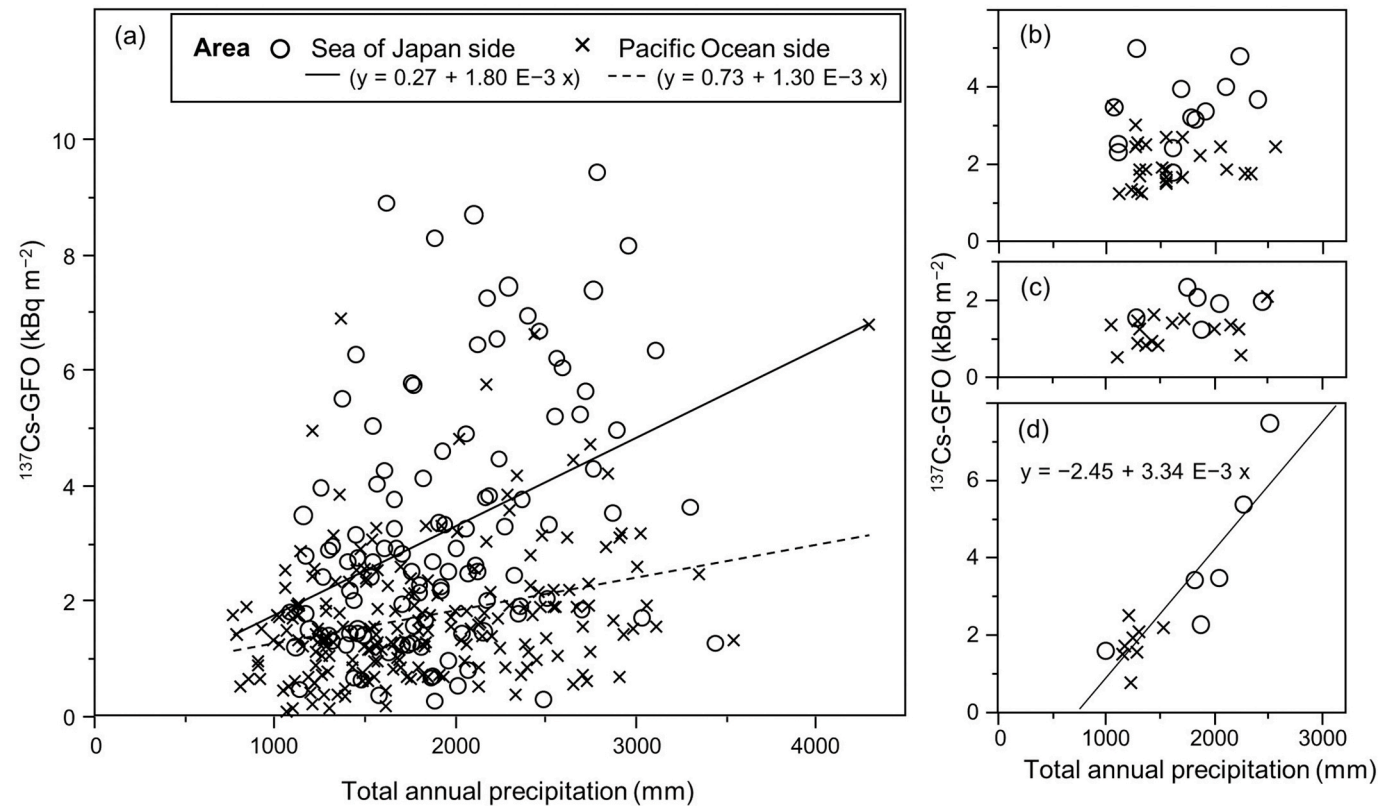 (a)
Area ○ Sea of Japan side × Pacific Ocean side
(y = 0.27 + 1.80 E−3 x) (y = 0.73 + 1.30 E−3 x)
10
8
6
4
2
0
0 1000 2000 3000 4000
Total annual precipitation (mm)
¹³⁷Cs-GFO (kBq m⁻²)
(b)
4
2
0
(c)
2
0
(d)
y = −2.45 + 3.34 E−3 x
6
4
2
0
0 1000 2000 3000
Total annual precipitation (mm)
¹³⁷Cs-GFO (kBq m⁻²)